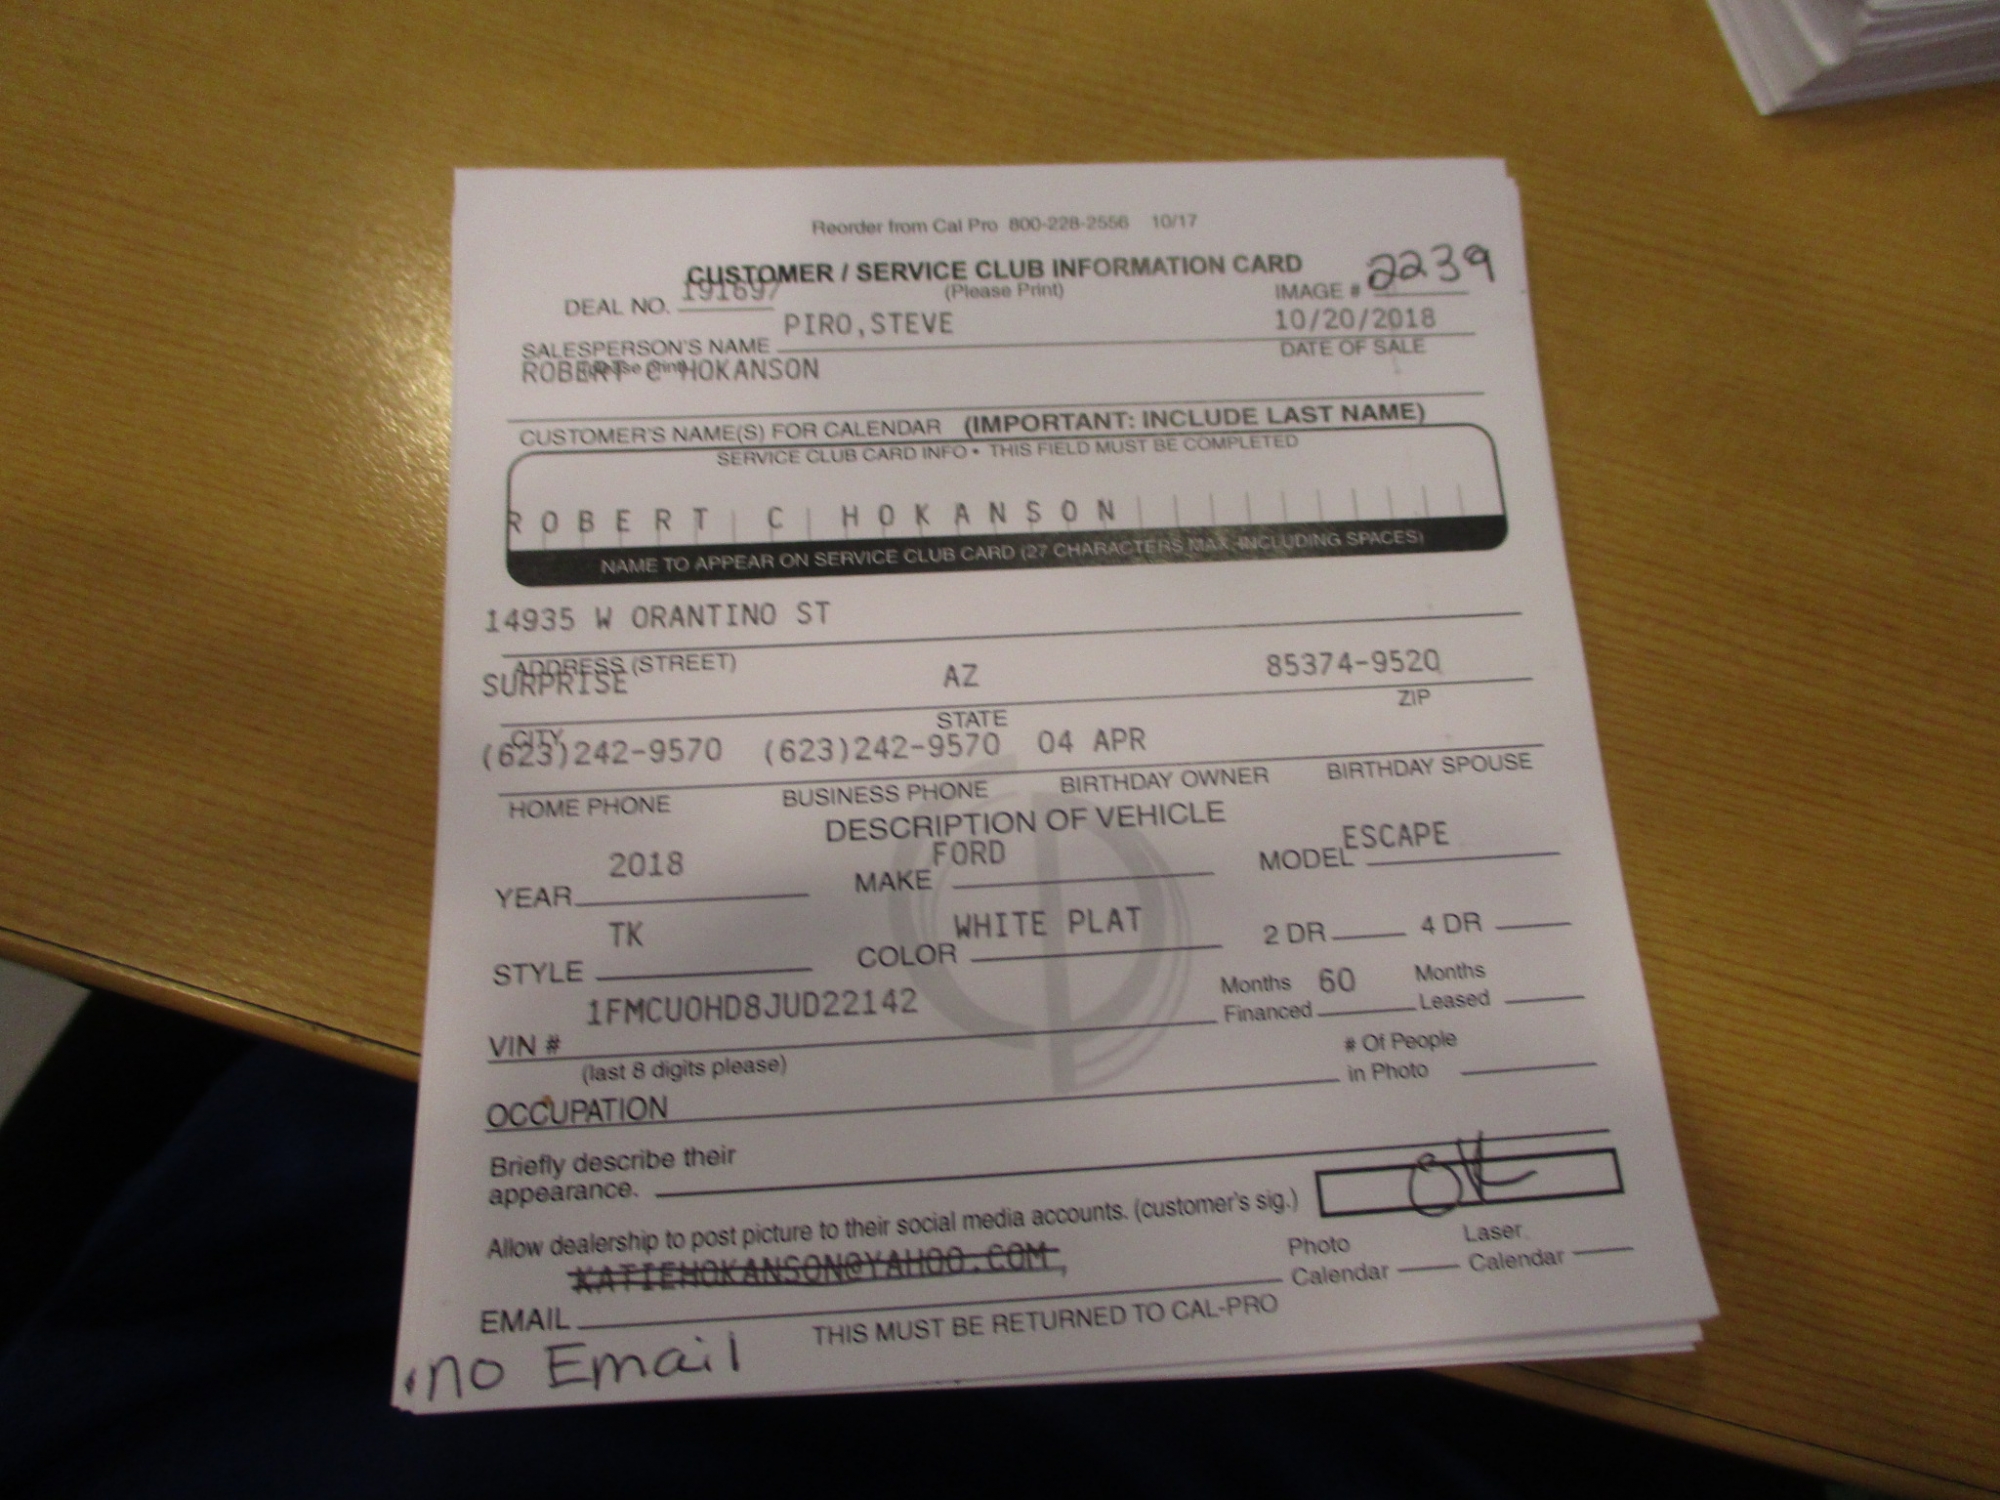 Reorder from Cal Pro 800-228-2556 10/17
CUSTOMER / SERVICE CLUB INFORMATION CARD
(Please Print)
DEAL NO. 191697
IMAGE # 2239
PIRO,STEVE 10/20/2018
SALESPERSON'S NAME DATE OF SALE
(please print)
ROBERT C HOKANSON
CUSTOMER'S NAME(S) FOR CALENDAR (IMPORTANT: INCLUDE LAST NAME)
SERVICE CLUB CARD INFO • THIS FIELD MUST BE COMPLETED
ROBERT C HOKANSON
NAME TO APPEAR ON SERVICE CLUB CARD (27 CHARACTERS MAX, INCLUDING SPACES)
14935 W ORANTINO ST
ADDRESS (STREET)
SURPRISE AZ 85374-9520
CITY STATE ZIP
(623)242-9570 (623)242-9570 04 APR
HOME PHONE BUSINESS PHONE BIRTHDAY OWNER BIRTHDAY SPOUSE
DESCRIPTION OF VEHICLE
YEAR 2018 MAKE FORD MODEL ESCAPE
STYLE TK COLOR WHITE PLAT 2 DR 4 DR
VIN # 1FMCU0HD8JUD22142 Months Financed 60 Months Leased
(last 8 digits please)
OCCUPATION # Of People in Photo
Briefly describe their
appearance.
Allow dealership to post picture to their social media accounts. (customer's sig.) OK
KATIEHOKANSON@YAHOO.COM,
EMAIL Photo Calendar Laser Calendar
THIS MUST BE RETURNED TO CAL-PRO
no Email